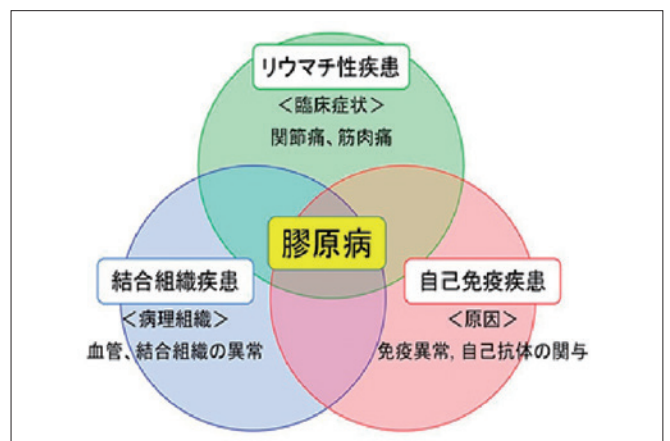 リウマチ性疾患
＜臨床症状＞
関節痛、筋肉痛
膠原病
結合組織疾患
＜病理組織＞
血管、結合組織の異常
自己免疫疾患
＜原因＞
免疫異常, 自己抗体の関与